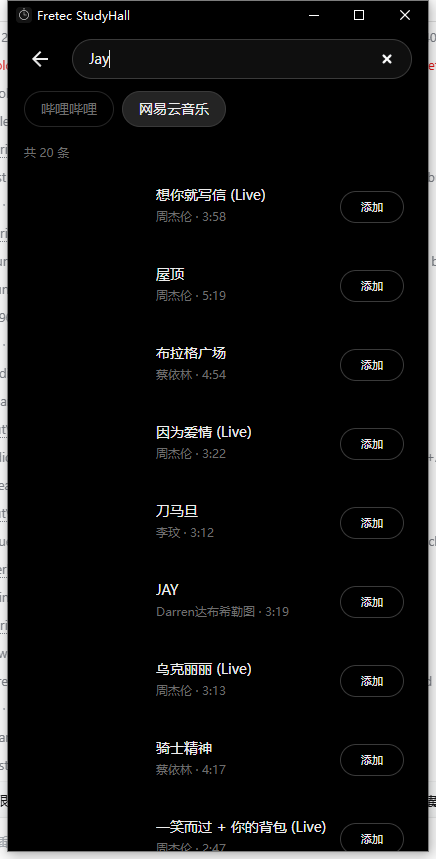 Fretec StudyHall
Jay
哔哩哔哩
网易云音乐
共 20 条
想你就写信 (Live)
周杰伦 · 3:58
添加
屋顶
周杰伦 · 5:19
添加
布拉格广场
蔡依林 · 4:54
添加
因为爱情 (Live)
周杰伦 · 3:22
添加
刀马旦
李玟 · 3:12
添加
JAY
Darren达布希勒图 · 3:19
添加
乌克丽丽 (Live)
周杰伦 · 3:13
添加
骑士精神
蔡依林 · 4:17
添加
一笑而过 + 你的背包 (Live)
周杰伦 · 2:47
添加